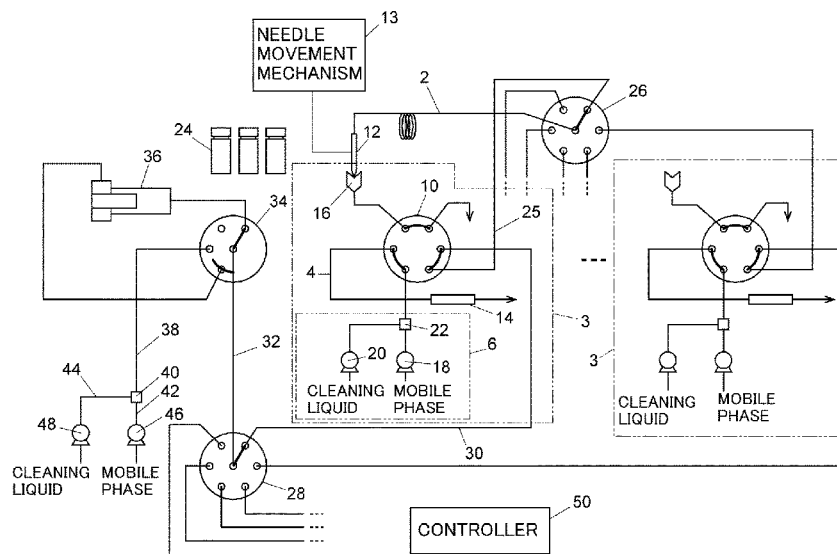 NEEDLE
MOVEMENT
MECHANISM
13
2
26
24
12
36
16
10
34
25
4
14
3
22
6
20
18
CLEANING
LIQUID
MOBILE
PHASE
3
CLEANING
LIQUID
MOBILE
PHASE
38
32
44
40
42
48
46
CLEANING
LIQUID
MOBILE
PHASE
30
28
CONTROLLER
50